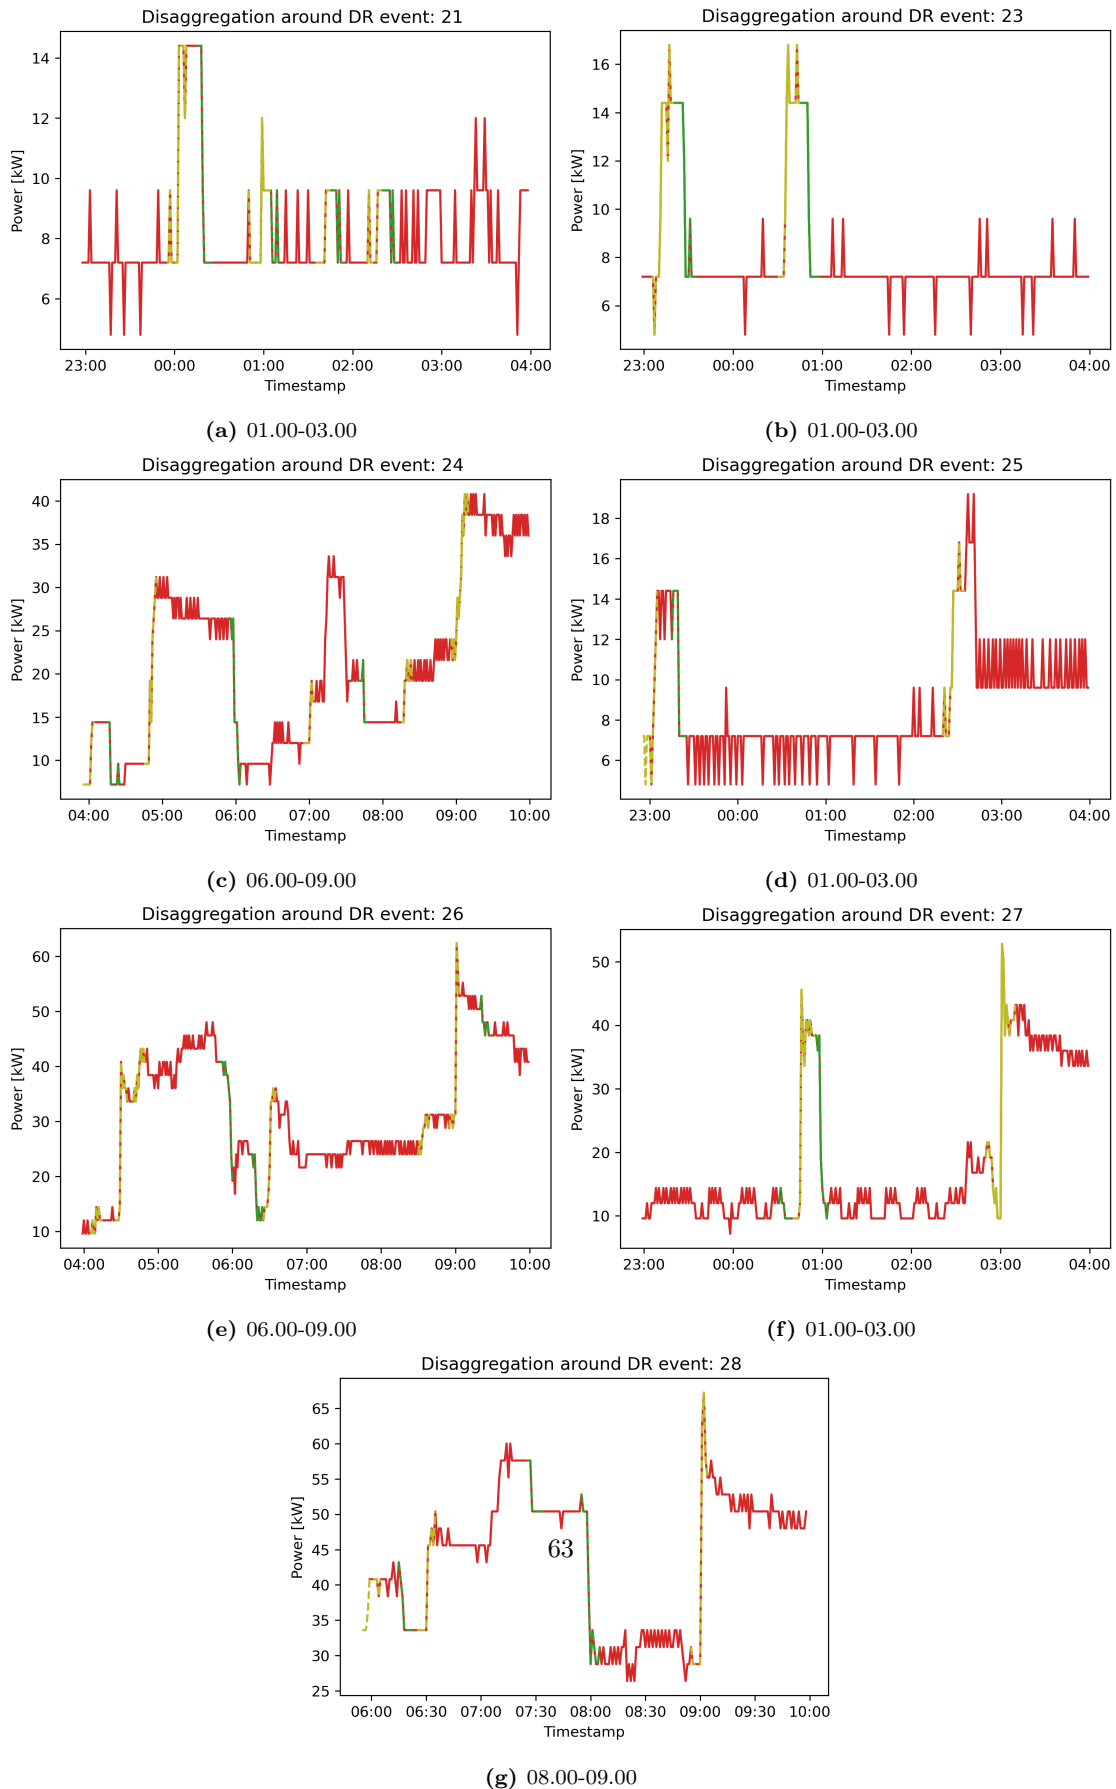 Disaggregation around DR event: 21
Power [kW]
14
12
10
8
6
23:00 00:00 01:00 02:00 03:00 04:00
Timestamp
(a) 01.00-03.00
Disaggregation around DR event: 23
Power [kW]
16
14
12
10
8
6
23:00 00:00 01:00 02:00 03:00 04:00
Timestamp
(b) 01.00-03.00
Disaggregation around DR event: 24
Power [kW]
40
35
30
25
20
15
10
04:00 05:00 06:00 07:00 08:00 09:00 10:00
Timestamp
(c) 06.00-09.00
Disaggregation around DR event: 25
Power [kW]
18
16
14
12
10
8
6
23:00 00:00 01:00 02:00 03:00 04:00
Timestamp
(d) 01.00-03.00
Disaggregation around DR event: 26
Power [kW]
60
50
40
30
20
10
04:00 05:00 06:00 07:00 08:00 09:00 10:00
Timestamp
(e) 06.00-09.00
Disaggregation around DR event: 27
Power [kW]
50
40
30
20
10
23:00 00:00 01:00 02:00 03:00 04:00
Timestamp
(f) 01.00-03.00
Disaggregation around DR event: 28
Power [kW]
65
60
55
50
45
40
35
30
25
63
06:00 06:30 07:00 07:30 08:00 08:30 09:00 09:30 10:00
Timestamp
(g) 08.00-09.00